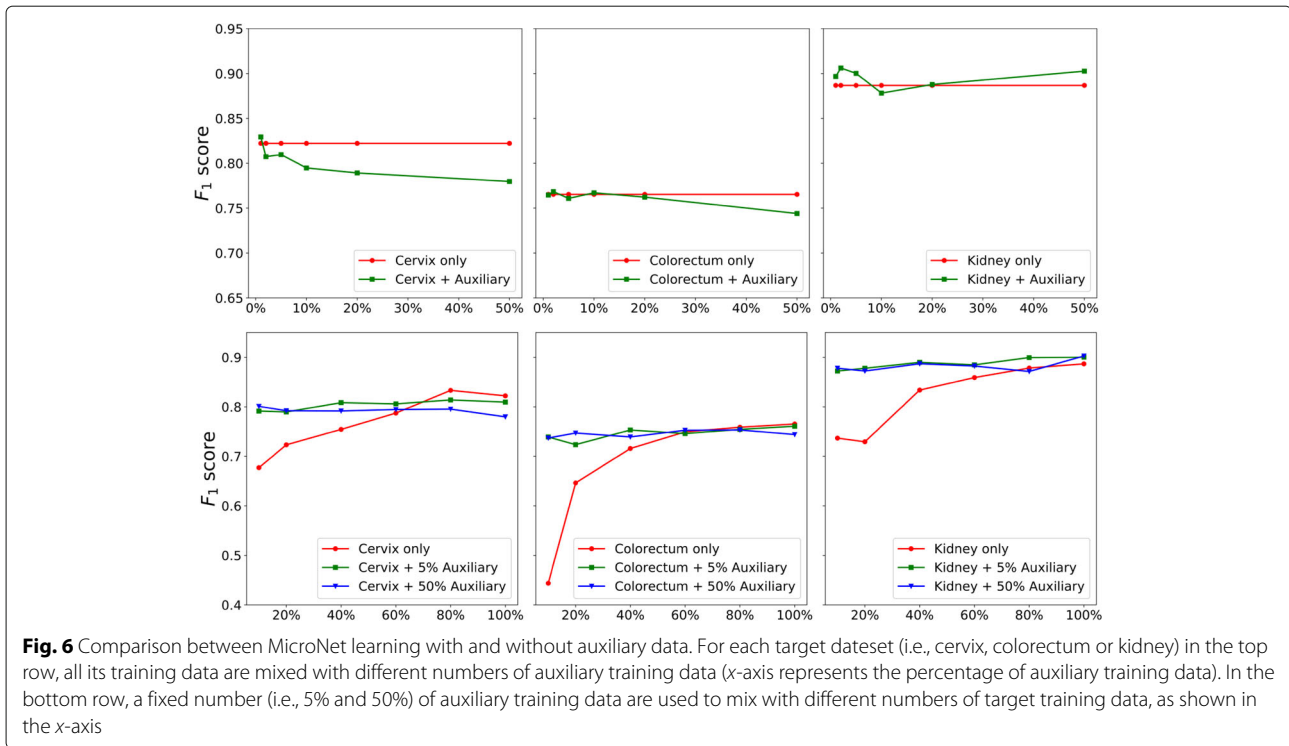 0.95
0.90
0.85
0.80
0.75
0.70
0.65
F1 score
Cervix only
Cervix + Auxiliary
0% 10% 20% 30% 40% 50%
Colorectum only
Colorectum + Auxiliary
0% 10% 20% 30% 40% 50%
Kidney only
Kidney + Auxiliary
0% 10% 20% 30% 40% 50%
0.9
0.8
0.7
0.6
0.5
0.4
F1 score
Cervix only
Cervix + 5% Auxiliary
Cervix + 50% Auxiliary
20% 40% 60% 80% 100%
Colorectum only
Colorectum + 5% Auxiliary
Colorectum + 50% Auxiliary
20% 40% 60% 80% 100%
Kidney only
Kidney + 5% Auxiliary
Kidney + 50% Auxiliary
20% 40% 60% 80% 100%
Fig. 6 Comparison between MicroNet learning with and without auxiliary data. For each target dateset (i.e., cervix, colorectum or kidney) in the top
row, all its training data are mixed with different numbers of auxiliary training data (x-axis represents the percentage of auxiliary training data). In the
bottom row, a fixed number (i.e., 5% and 50%) of auxiliary training data are used to mix with different numbers of target training data, as shown in
the x-axis